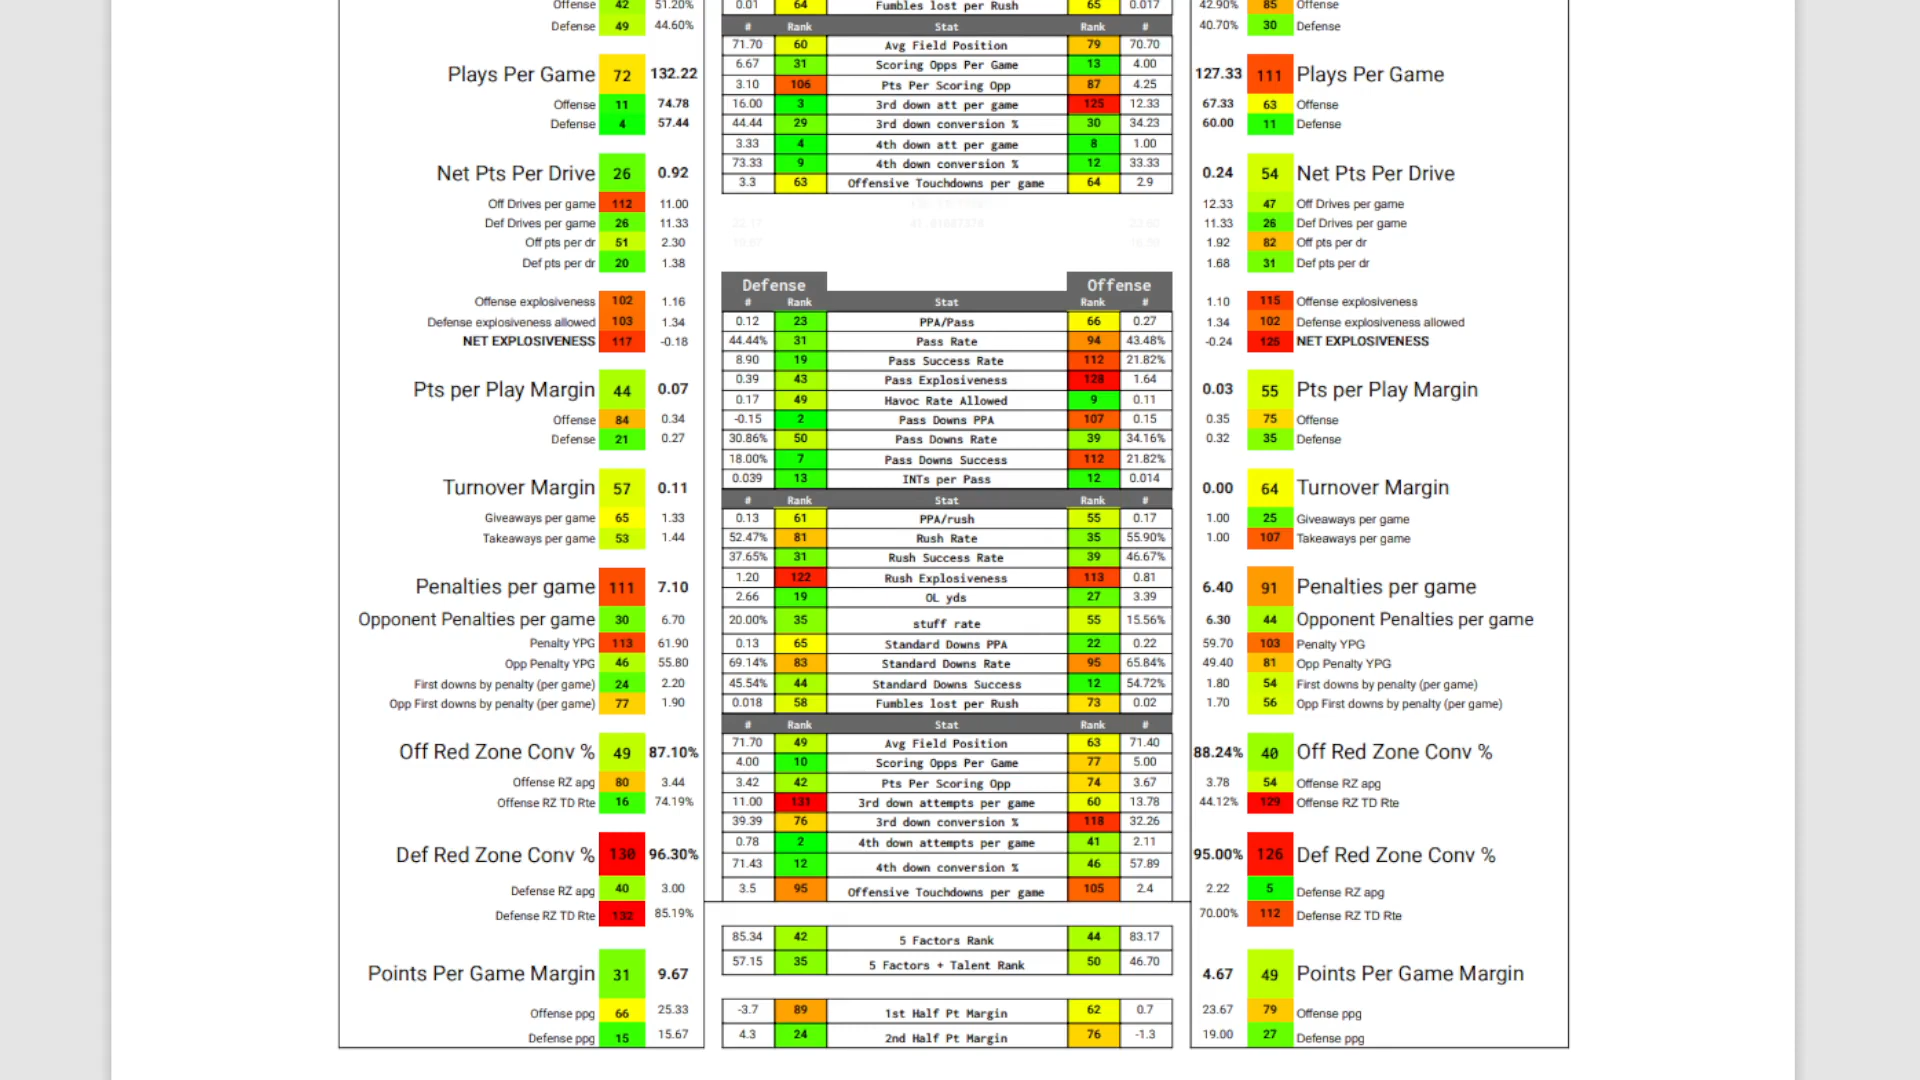 Offense 42 51.20%
Defense 49 44.60%
Plays Per Game 72 132.22
Offense 11 74.78
Defense 4 57.44
Net Pts Per Drive 26 0.92
Off Drives per game 112 11.00
Def Drives per game 26 11.33
Off pts per dr 51 2.30
Def pts per dr 20 1.38
Offense explosiveness 102 1.16
Defense explosiveness allowed 103 1.34
NET EXPLOSIVENESS 117 -0.18
Pts per Play Margin 44 0.07
Offense 84 0.34
Defense 21 0.27
Turnover Margin 57 0.11
Giveaways per game 65 1.33
Takeaways per game 53 1.44
Penalties per game 111 7.10
Opponent Penalties per game 30 6.70
Penalty YPG 113 61.90
Opp Penalty YPG 46 55.80
First downs by penalty (per game) 24 2.20
Opp First downs by penalty (per game) 77 1.90
Off Red Zone Conv % 49 87.10%
Offense RZ apg 80 3.44
Offense RZ TD Rte 16 74.19%
Def Red Zone Conv % 130 96.30%
Defense RZ apg 40 3.00
Defense RZ TD Rte 132 85.19%
Points Per Game Margin 31 9.67
Offense ppg 66 25.33
Defense ppg 15 15.67
0.01 64 Fumbles lost per Rush 65 0.017
# Rank Stat Rank #
71.70 60 Avg Field Position 79 70.70
6.67 31 Scoring Opps Per Game 13 4.00
3.10 106 Pts Per Scoring Opp 87 4.25
16.00 3 3rd down att per game 125 12.33
44.44 29 3rd down conversion % 30 34.23
3.33 4 4th down att per game 8 1.00
73.33 9 4th down conversion % 12 33.33
3.3 63 Offensive Touchdowns per game 64 2.9
Defense Offense
# Rank Stat Rank #
0.12 23 PPA/Pass 66 0.27
44.44% 31 Pass Rate 94 43.48%
8.90 19 Pass Success Rate 112 21.82%
0.39 43 Pass Explosiveness 128 1.64
0.17 49 Havoc Rate Allowed 9 0.11
-0.15 2 Pass Downs PPA 107 0.15
30.86% 50 Pass Downs Rate 39 34.16%
18.00% 7 Pass Downs Success 112 21.82%
0.039 13 INTs per Pass 12 0.014
# Rank Stat Rank #
0.13 61 PPA/rush 55 0.17
52.47% 81 Rush Rate 35 55.90%
37.65% 31 Rush Success Rate 39 46.67%
1.20 122 Rush Explosiveness 113 0.81
2.66 19 OL yds 27 3.39
20.00% 35 stuff rate 55 15.56%
0.13 65 Standard Downs PPA 22 0.22
69.14% 83 Standard Downs Rate 95 65.84%
45.54% 44 Standard Downs Success 12 54.72%
0.018 58 Fumbles lost per Rush 73 0.02
# Rank Stat Rank #
71.70 49 Avg Field Position 63 71.40
4.00 10 Scoring Opps Per Game 77 5.00
3.42 42 Pts Per Scoring Opp 74 3.67
11.00 131 3rd down attempts per game 60 13.78
39.39 76 3rd down conversion % 118 32.26
0.78 2 4th down attempts per game 41 2.11
71.43 12 4th down conversion % 46 57.89
3.5 95 Offensive Touchdowns per game 105 2.4
85.34 42 5 Factors Rank 44 83.17
57.15 35 5 Factors + Talent Rank 50 46.70
-3.7 89 1st Half Pt Margin 62 0.7
4.3 24 2nd Half Pt Margin 76 -1.3
42.90% 85 Offense
40.70% 30 Defense
127.33 111 Plays Per Game
67.33 63 Offense
60.00 11 Defense
0.24 54 Net Pts Per Drive
12.33 47 Off Drives per game
11.33 26 Def Drives per game
1.92 82 Off pts per dr
1.68 31 Def pts per dr
1.10 115 Offense explosiveness
1.34 102 Defense explosiveness allowed
-0.24 125 NET EXPLOSIVENESS
0.03 55 Pts per Play Margin
0.35 75 Offense
0.32 35 Defense
0.00 64 Turnover Margin
1.00 25 Giveaways per game
1.00 107 Takeaways per game
6.40 91 Penalties per game
6.30 44 Opponent Penalties per game
59.70 103 Penalty YPG
49.40 81 Opp Penalty YPG
1.80 54 First downs by penalty (per game)
1.70 56 Opp First downs by penalty (per game)
88.24% 40 Off Red Zone Conv %
3.78 54 Offense RZ apg
44.12% 129 Offense RZ TD Rte
95.00% 126 Def Red Zone Conv %
2.22 5 Defense RZ apg
70.00% 112 Defense RZ TD Rte
4.67 49 Points Per Game Margin
23.67 79 Offense ppg
19.00 27 Defense ppg